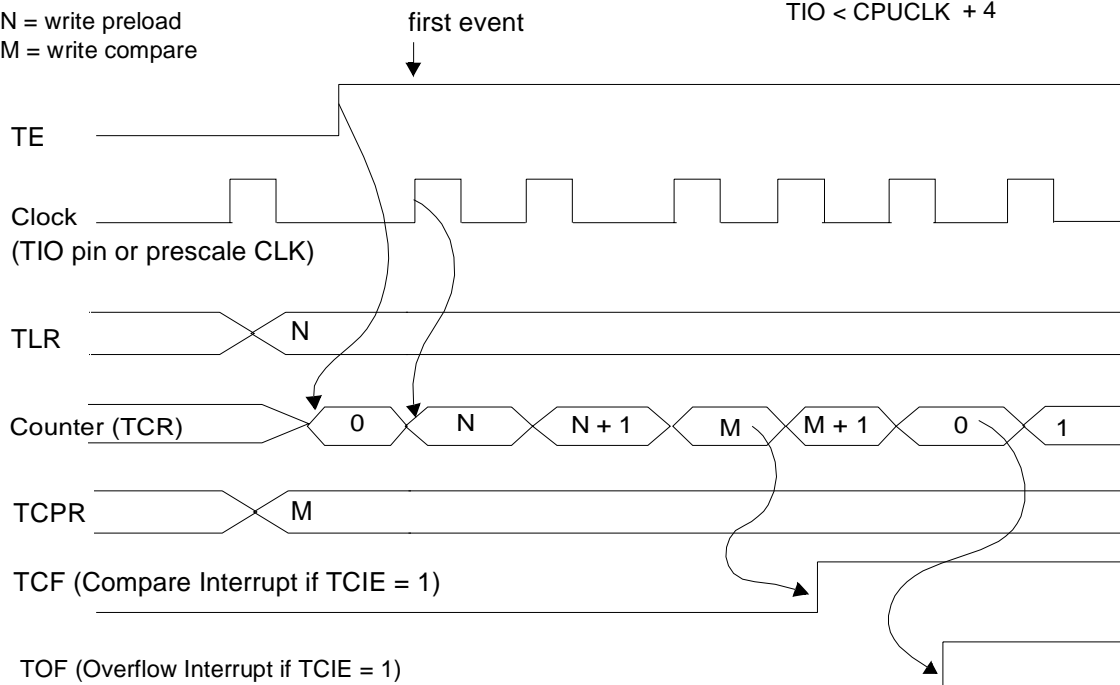 N = write preload
M = write compare
first event
TIO < CPUCLK + 4
TE
Clock
(TIO pin or prescale CLK)
TLR
N
Counter (TCR)
0
N
N + 1
M
M + 1
0
1
TCPR
M
TCF (Compare Interrupt if TCIE = 1)
TOF (Overflow Interrupt if TCIE = 1)